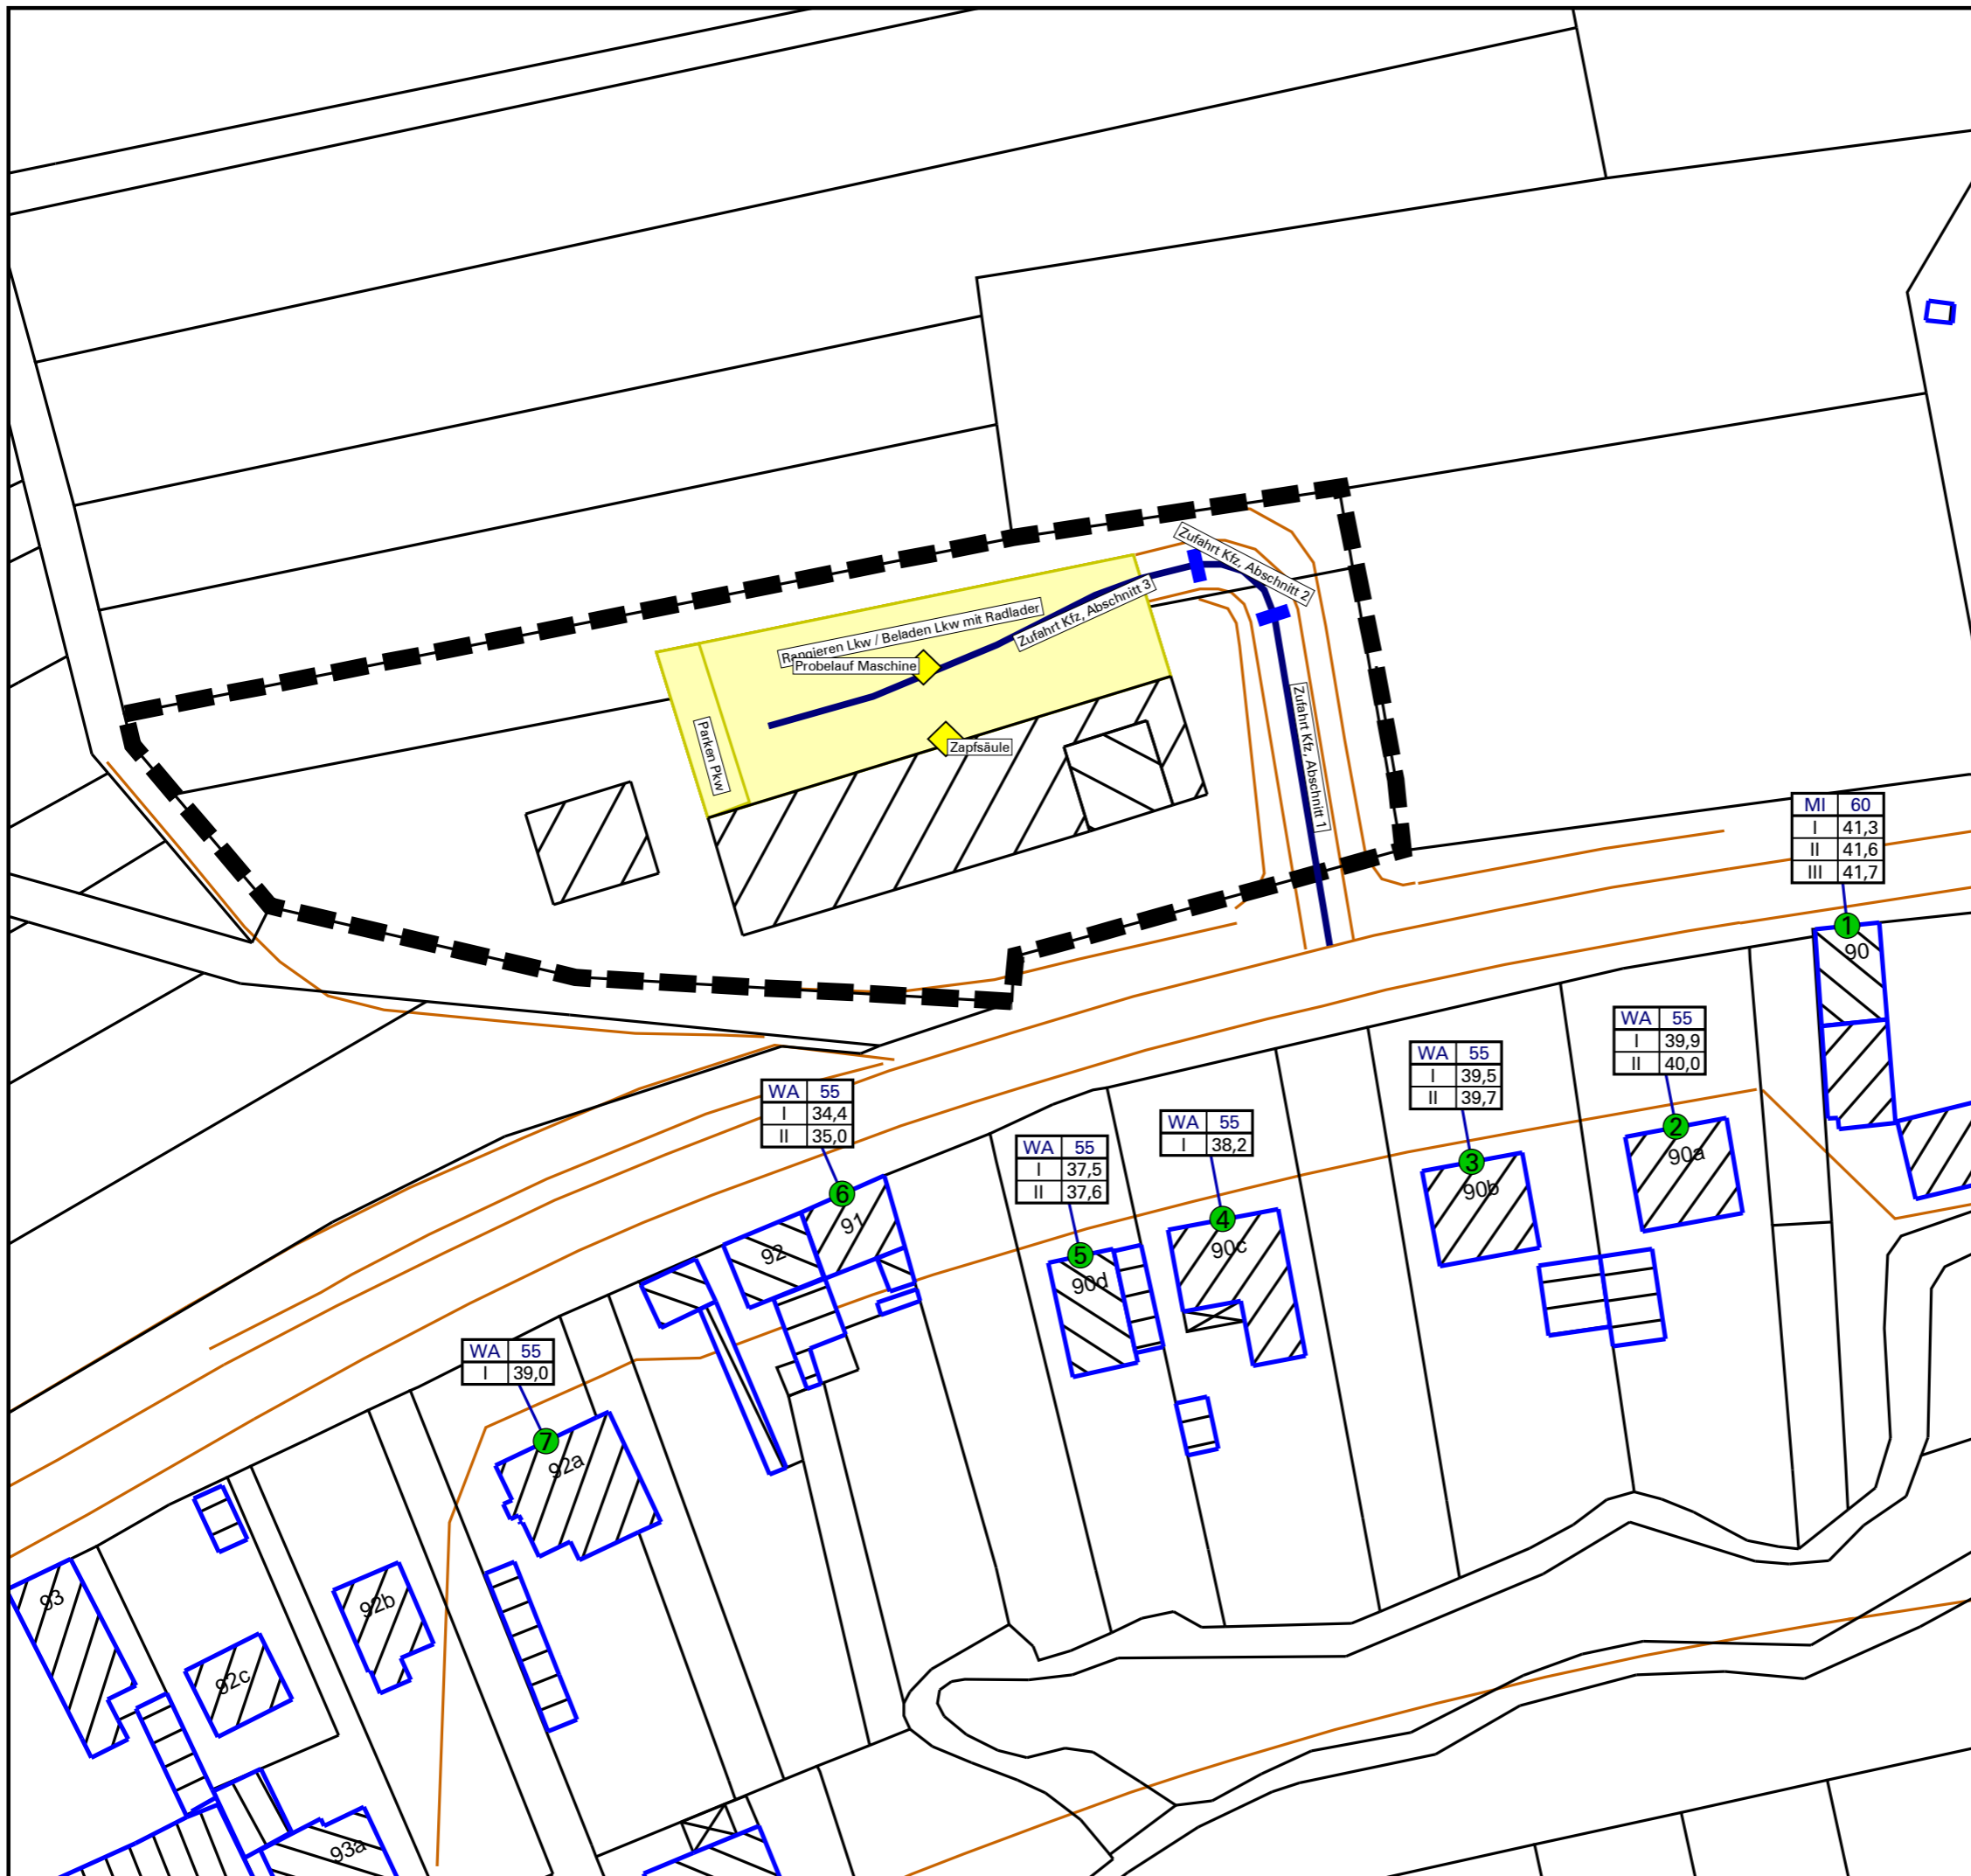 Zufahrt Kfz, Abschnitt 2
Zufahrt Kfz, Abschnitt 3
Rangieren Lkw / Beladen Lkw mit Radlader
Probelauf Maschine
Zapfsäule
Parken Pkw
Zufahrt Kfz, Abschnitt 1
MI 60
I 41,3
II 41,6
III 41,7
1
90
WA 55
I 39,9
II 40,0
2
90a
WA 55
I 39,5
II 39,7
3
90b
WA 55
I 38,2
4
90c
WA 55
I 37,5
II 37,6
5
90d
WA 55
I 34,4
II 35,0
6
91
92
WA 55
I 39,0
7
92a
93
92b
92c
93a